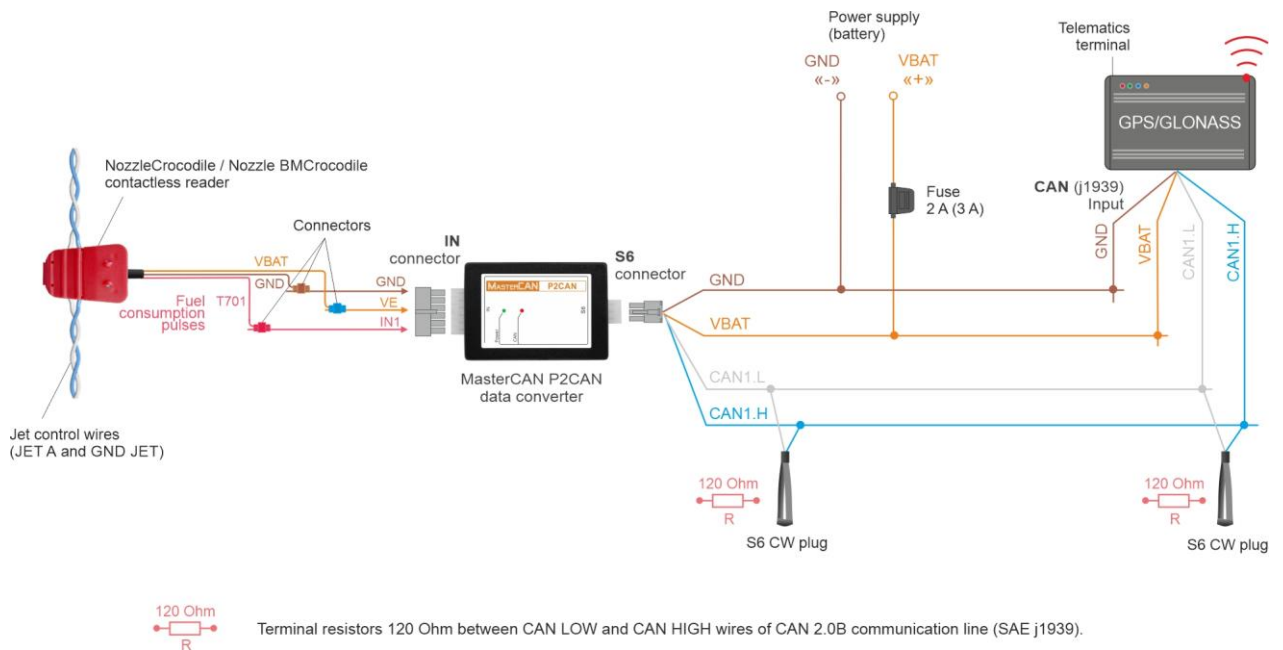 Power supply
(battery)
GND
«-»
VBAT
«+»
Telematics
terminal
GPS/GLONASS
NozzleCrocodile / Nozzle BMCrocodile
contactless reader
Connectors
VBAT
GND
T701
Fuel
consumption
pulses
IN
connector
GND
VE
IN1
MASTERCAN P2CAN
IN
Power
CAN
S6
MasterCAN P2CAN
data converter
S6
connector
Fuse
2 A (3 A)
CAN (j1939)
Input
GND
VBAT
CAN1.L
CAN1.H
GND
VBAT
CAN1.L
CAN1.H
Jet control wires
(JET A and GND JET)
120 Ohm
R
S6 CW plug
120 Ohm
R
S6 CW plug
120 Ohm
R
Terminal resistors 120 Ohm between CAN LOW and CAN HIGH wires of CAN 2.0B communication line (SAE j1939).